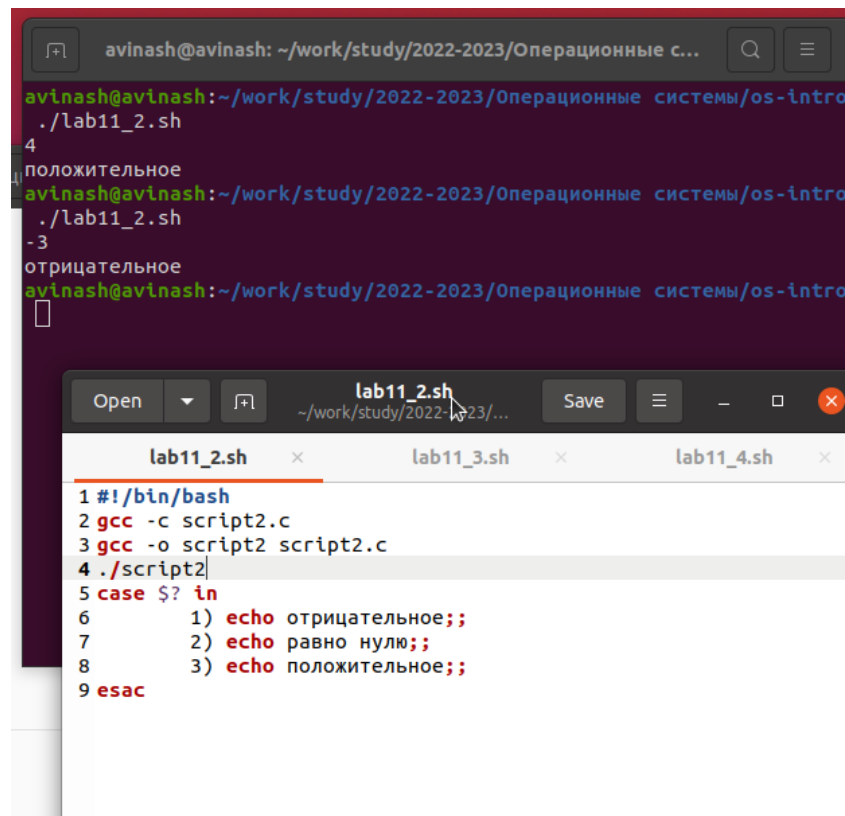 avinash@avinash: ~/work/study/2022-2023/Операционные с...
avinash@avinash:~/work/study/2022-2023/Операционные системы/os-intro
./lab11_2.sh
4
положительное
avinash@avinash:~/work/study/2022-2023/Операционные системы/os-intro
./lab11_2.sh
-3
отрицательное
avinash@avinash:~/work/study/2022-2023/Операционные системы/os-intro
Open lab11_2.sh Save
~/work/study/2022-2023/...
lab11_2.sh × lab11_3.sh × lab11_4.sh ×
1 #!/bin/bash
2 gcc -c script2.c
3 gcc -o script2 script2.c
4 ./script2
5 case $? in
6 1) echo отрицательное;;
7 2) echo равно нулю;;
8 3) echo положительное;;
9 esac